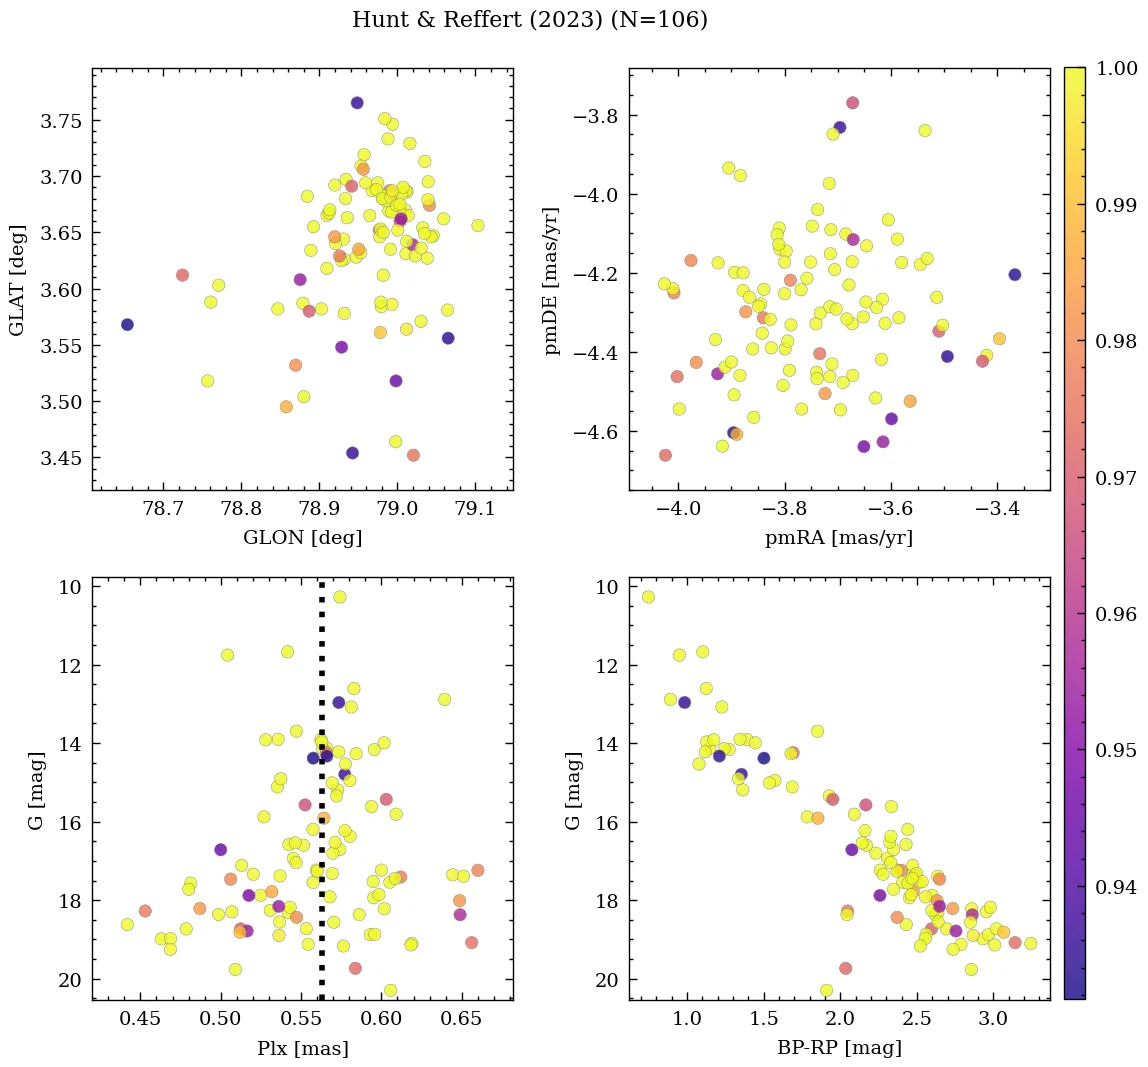 Hunt & Reffert (2023) (N=106)
3.75
3.70
3.65
3.60
3.55
3.50
3.45
GLAT [deg]
78.7 78.8 78.9 79.0 79.1
GLON [deg]
−3.8
−4.0
−4.2
−4.4
−4.6
pmDE [mas/yr]
−4.0 −3.8 −3.6 −3.4
pmRA [mas/yr]
10
12
14
16
18
20
G [mag]
0.45 0.50 0.55 0.60 0.65
Plx [mas]
10
12
14
16
18
20
G [mag]
1.0 1.5 2.0 2.5 3.0
BP-RP [mag]
1.00
0.99
0.98
0.97
0.96
0.95
0.94